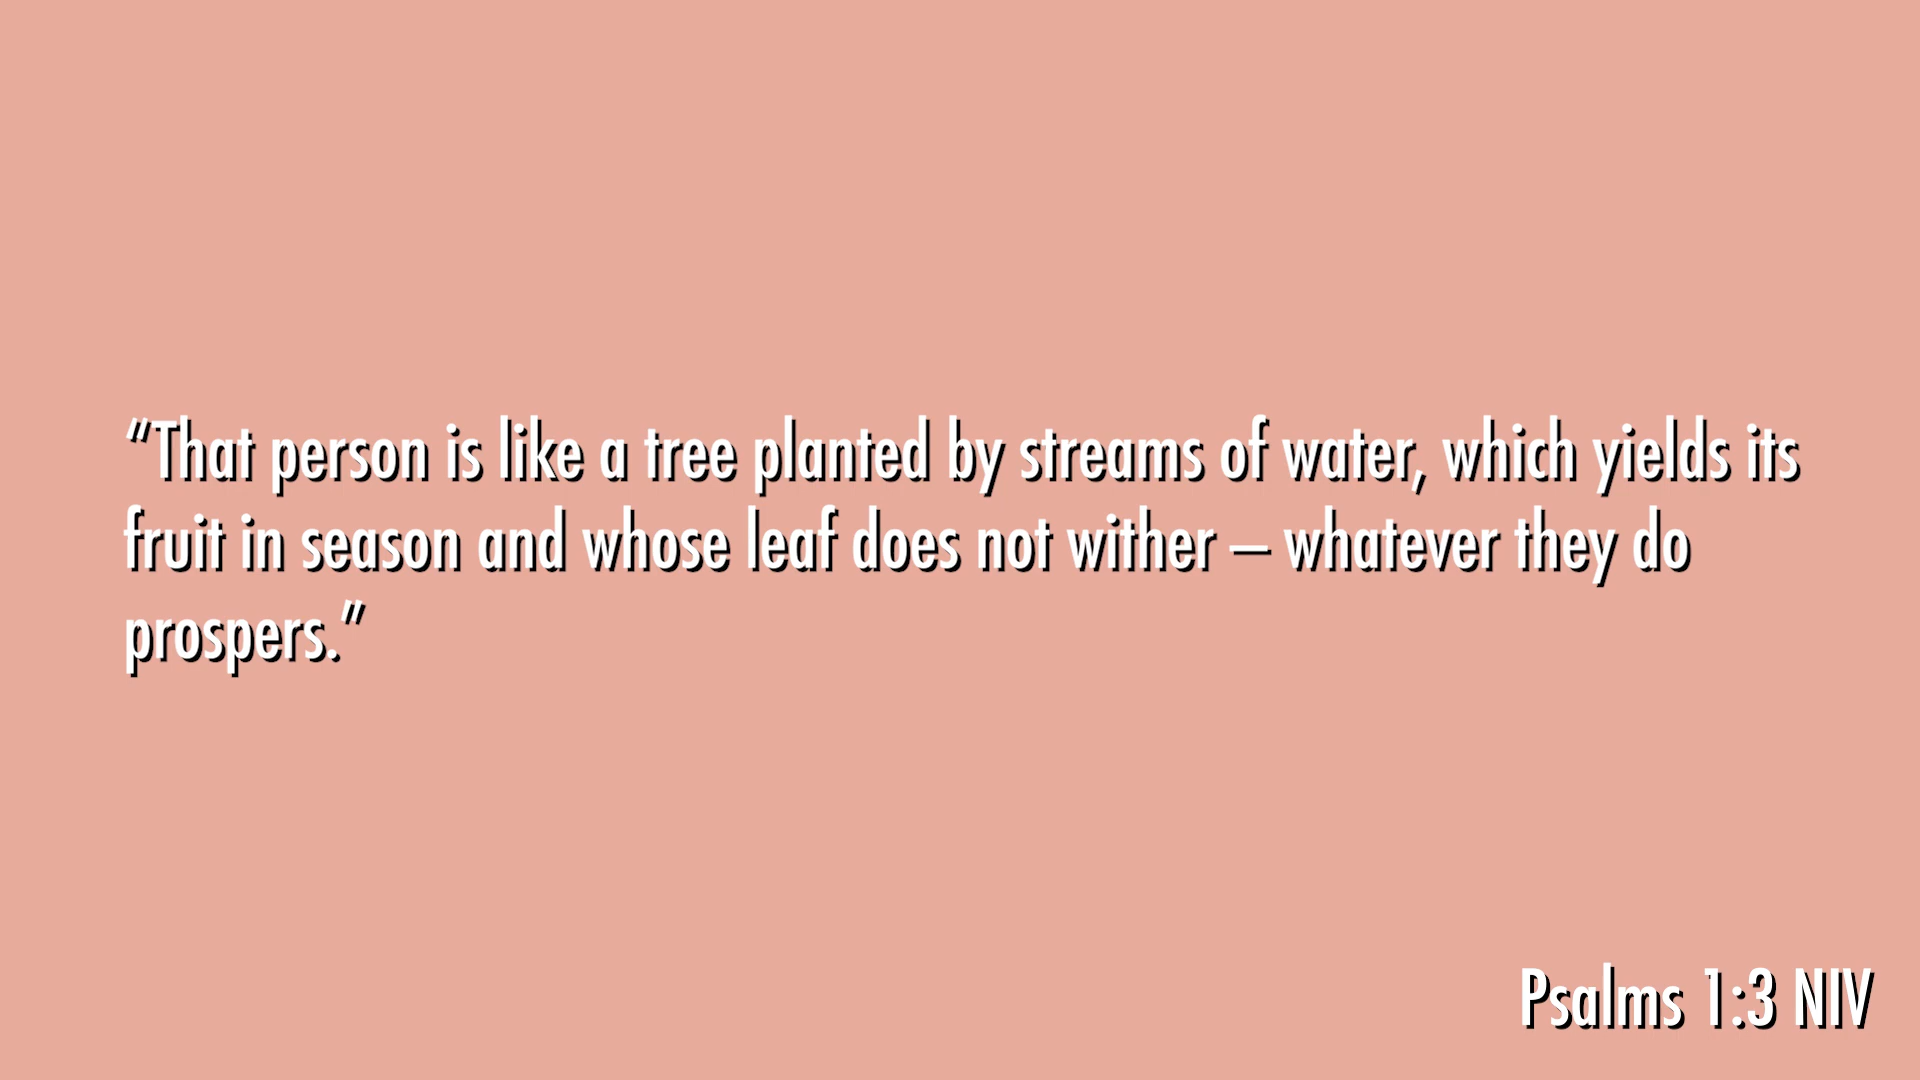 “That person is like a tree planted by streams of water, which yields its
fruit in season and whose leaf does not wither – whatever they do
prospers.”
Psalms 1:3 NIV